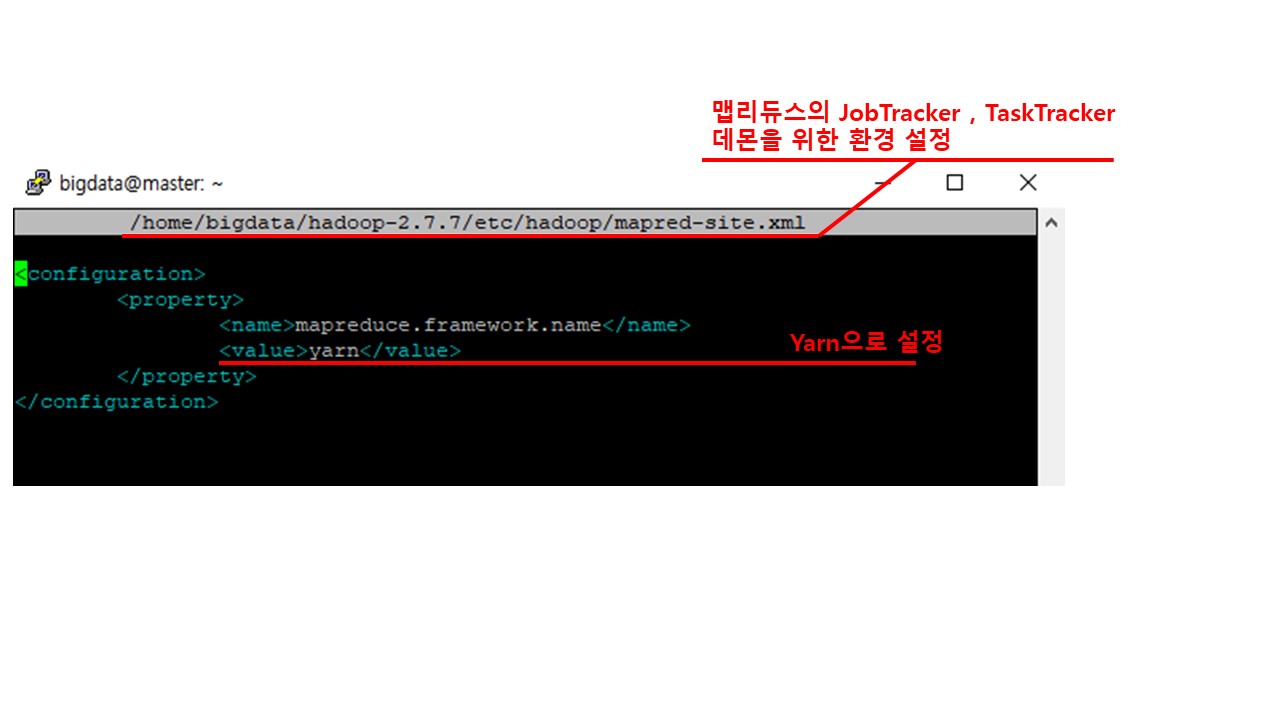 맵리듀스의 JobTracker , TaskTracker
데몬을 위한 환경 설정
bigdata@master: ~
/home/bigdata/hadoop-2.7.7/etc/hadoop/mapred-site.xml
<configuration>
<property>
<name>mapreduce.framework.name</name>
<value>yarn</value>
Yarn으로 설정
</property>
</configuration>